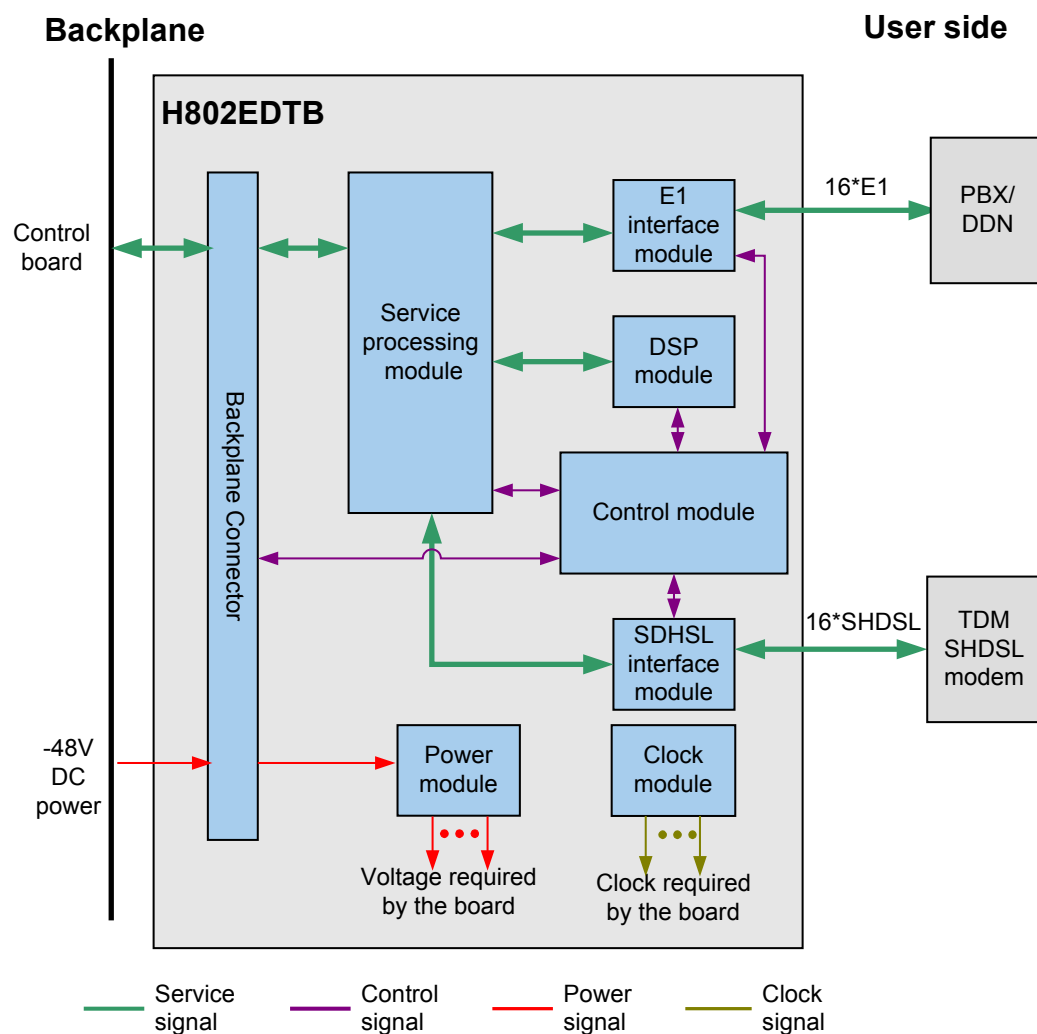 Backplane
User side
H802EDTB
Control
board
Backplane Connector
Service
processing
module
E1
interface
module
16*E1
PBX/
DDN
DSP
module
Control module
SDHSL
interface
module
16*SHDSL
TDM
SHDSL
modem
-48V
DC
power
Power
module
Clock
module
Voltage required
by the board
Clock required
by the board
Service
signal
Control
signal
Power
signal
Clock
signal